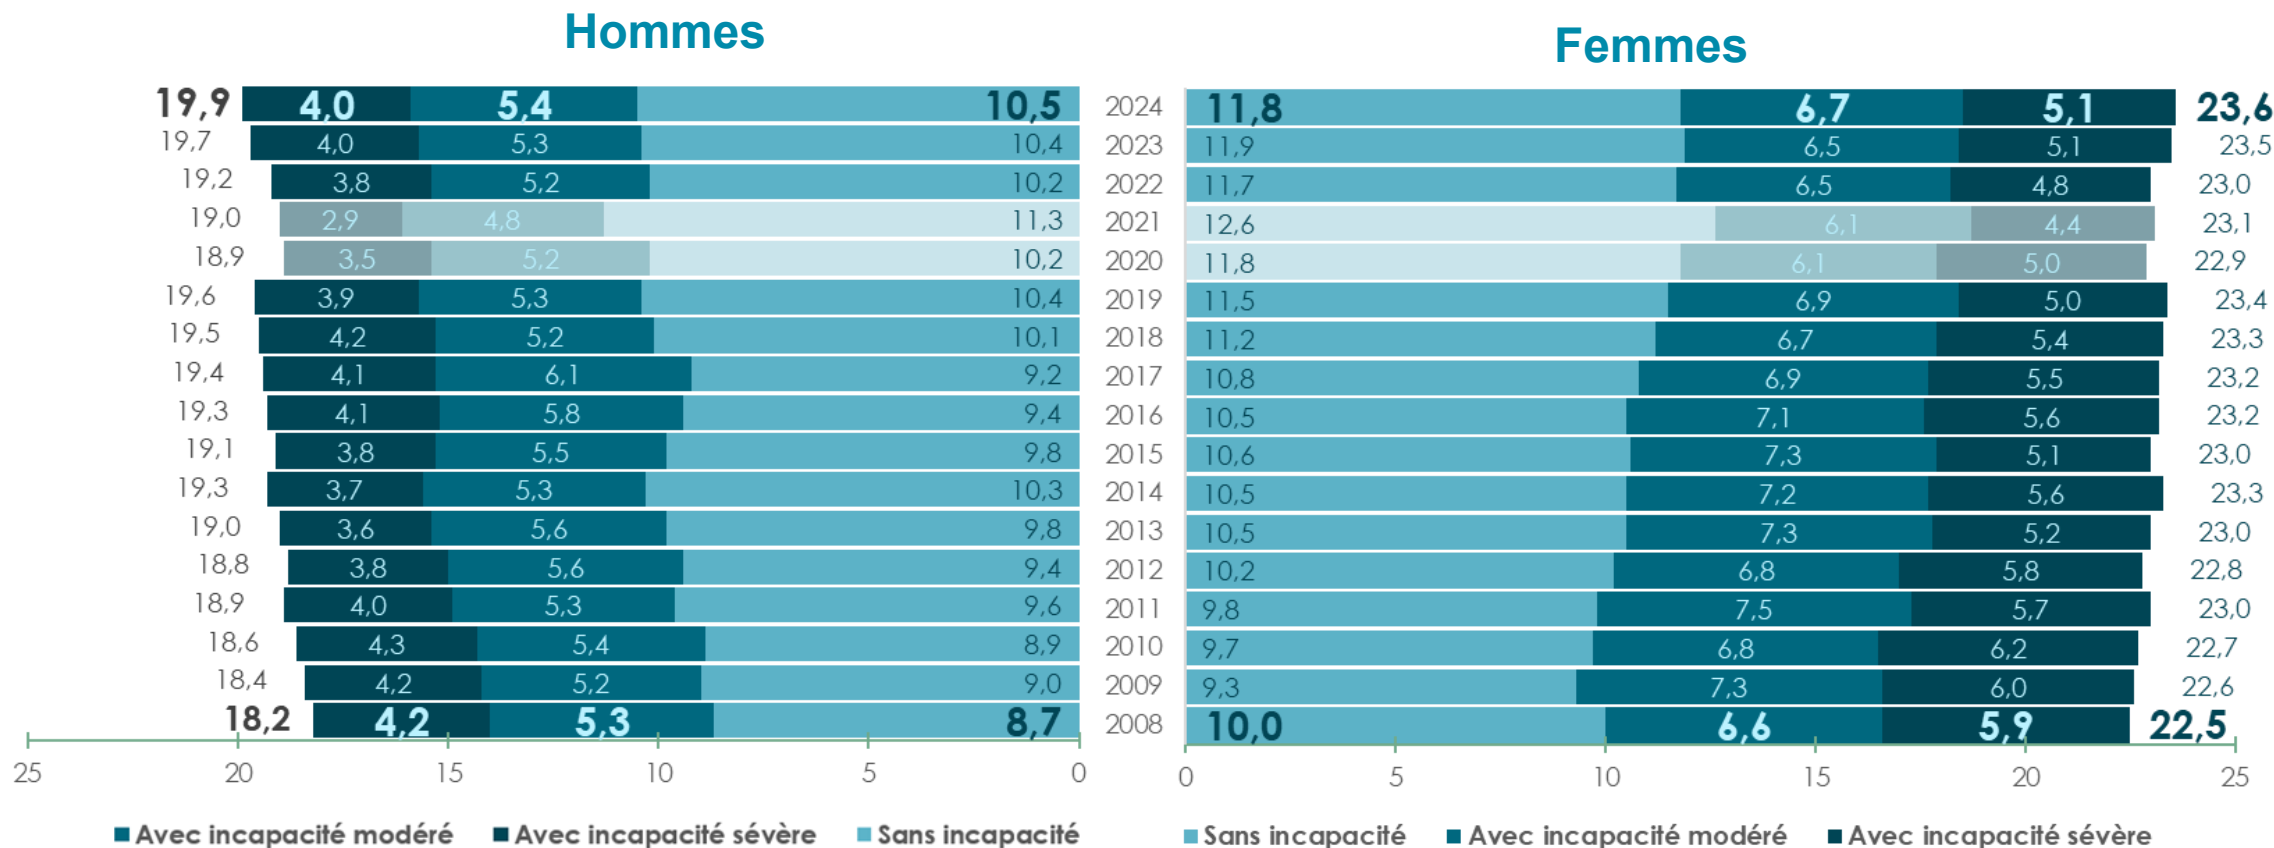 Hommes
Femmes
19,9 4,0 5,4 10,5 2024 11,8 6,7 5,1 23,6
19,7 4,0 5,3 10,4 2023 11,9 6,5 5,1 23,5
19,2 3,8 5,2 10,2 2022 11,7 6,5 4,8 23,0
19,0 2,9 4,8 11,3 2021 12,6 6,1 4,4 23,1
18,9 3,5 5,2 10,2 2020 11,8 6,1 5,0 22,9
19,6 3,9 5,3 10,4 2019 11,5 6,9 5,0 23,4
19,5 4,2 5,2 10,1 2018 11,2 6,7 5,4 23,3
19,4 4,1 6,1 9,2 2017 10,8 6,9 5,5 23,2
19,3 4,1 5,8 9,4 2016 10,5 7,1 5,6 23,2
19,1 3,8 5,5 9,8 2015 10,6 7,3 5,1 23,0
19,3 3,7 5,3 10,3 2014 10,5 7,2 5,6 23,3
19,0 3,6 5,6 9,8 2013 10,5 7,3 5,2 23,0
18,8 3,8 5,6 9,4 2012 10,2 6,8 5,8 22,8
18,9 4,0 5,3 9,6 2011 9,8 7,5 5,7 23,0
18,6 4,3 5,4 8,9 2010 9,7 6,8 6,2 22,7
18,4 4,2 5,2 9,0 2009 9,3 7,3 6,0 22,6
18,2 4,2 5,3 8,7 2008 10,0 6,6 5,9 22,5
25 20 15 10 5 0 0 5 10 15 20 25
Avec incapacité modéré Avec incapacité sévère Sans incapacité Sans incapacité Avec incapacité modéré Avec incapacité sévère